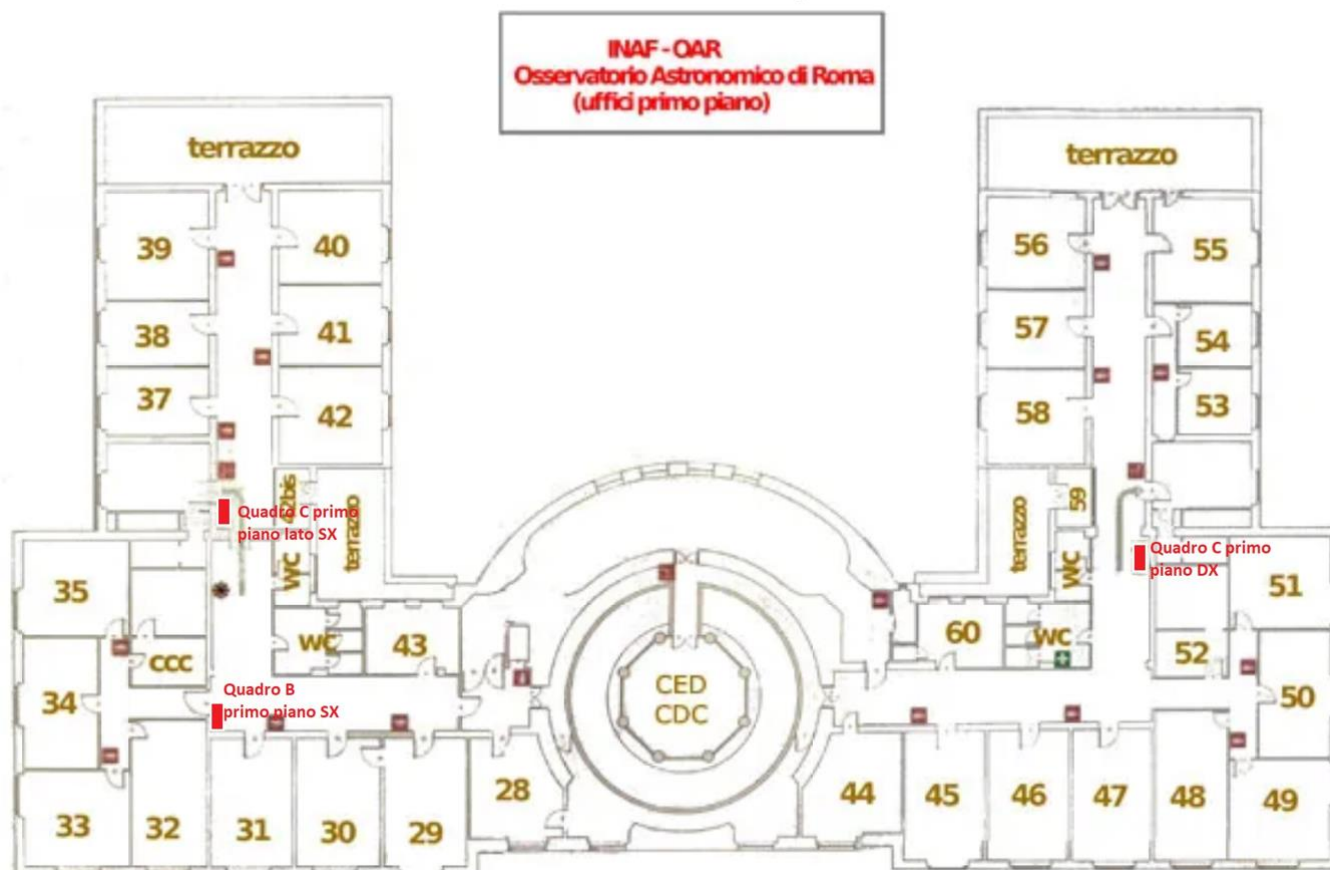 INAF - OAR
Osservatorio Astronomico di Roma
(uffici primo piano)
terrazzo
terrazzo
39
40
56
55
38
41
57
54
37
42
58
53
42bis
terrazzo
terrazzo
59
Quadro C primo
piano lato SX
Quadro C primo
piano DX
WC
WC
35
51
ccc
WC
43
60
WC
52
34
Quadro B
primo piano SX
CED
CDC
50
33
32
31
30
29
28
44
45
46
47
48
49